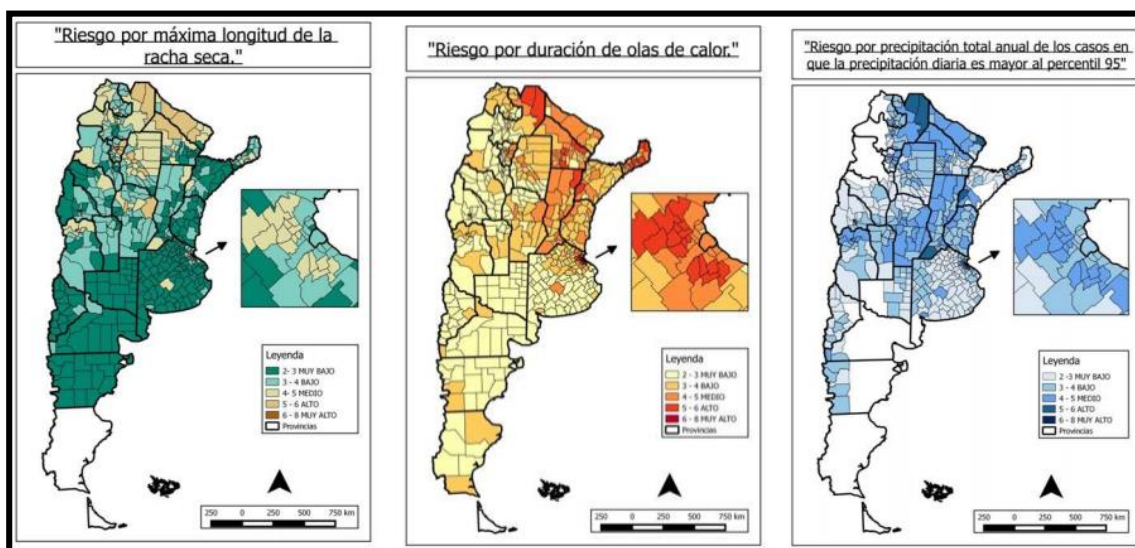 "Riesgo por máxima longitud de la
racha seca."
Leyenda
2- 3 MUY BAJO
3 - 4 BAJO
4- 5 MEDIO
5 - 6 ALTO
6 - 8 MUY ALTO
Provincias
250 0 250 500 750 km
"Riesgo por duración de olas de calor."
Leyenda
2 - 3 MUY BAJO
3 - 4 BAJO
4 - 5 MEDIO
5 - 6 ALTO
6 - 8 MUY ALTO
Provincias
250 0 250 500 750 km
"Riesgo por precipitación total anual de los casos en
que la precipitación diaria es mayor al percentil 95"
Leyenda
2 -3 MUY BAJO
3 - 4 BAJO
4 - 5 MEDIO
5 - 6 ALTO
6 - 8 MUY ALTO
Provincias
250 0 250 500 750 km